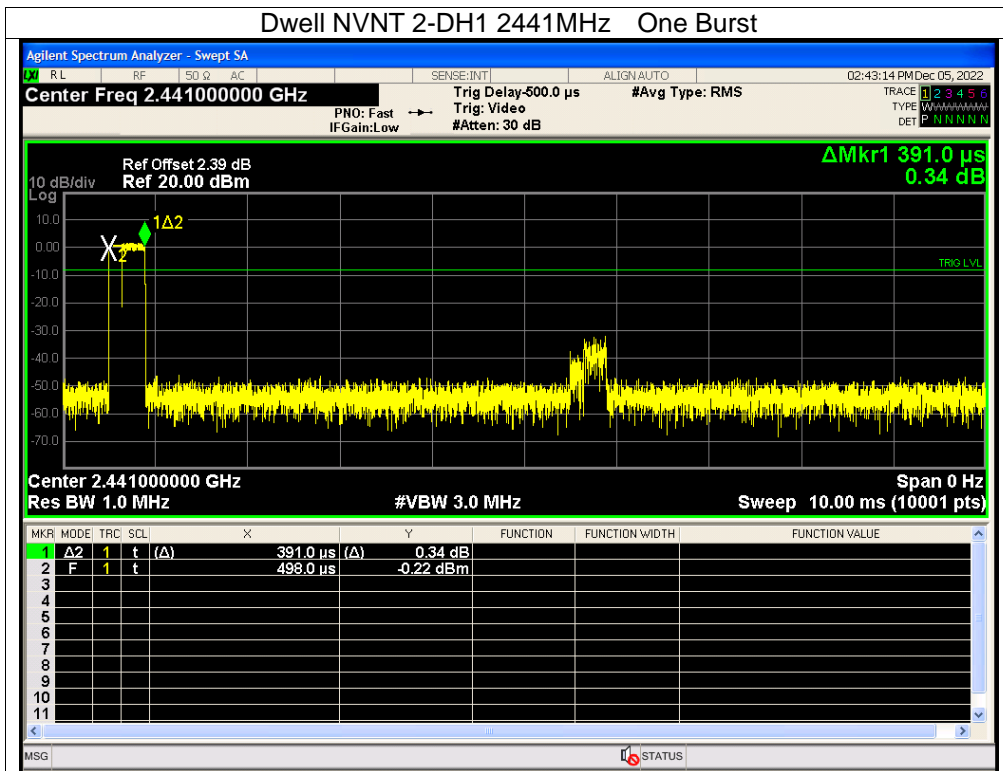 Dwell NVNT 2-DH1 2441MHz One Burst
Agilent Spectrum Analyzer - Swept SA
LXI RL RF 50 Ω AC SENSE:INT ALIGN AUTO 02:43:14 PM Dec 05, 2022
Center Freq 2.441000000 GHz Trig Delay-500.0 µs #Avg Type: RMS TRACE 1 2 3 4 5 6
PNO: Fast Trig: Video TYPE WWWWWW
IFGain:Low #Atten: 30 dB DET P N N N N N
ΔMkr1 391.0 µs
0.34 dB
Ref Offset 2.39 dB
10 dB/div Ref 20.00 dBm
Log
10.0
1Δ2
0.00
X2
TRIG LVL
-10.0
-20.0
-30.0
-40.0
-50.0
-60.0
-70.0
Center 2.441000000 GHz Span 0 Hz
Res BW 1.0 MHz #VBW 3.0 MHz Sweep 10.00 ms (10001 pts)
MKR MODE TRC SCL X Y FUNCTION FUNCTION WIDTH FUNCTION VALUE
1 Δ2 1 t (Δ) 391.0 µs (Δ) 0.34 dB
2 F 1 t 498.0 µs -0.22 dBm
3
4
5
6
7
8
9
10
11
MSG STATUS